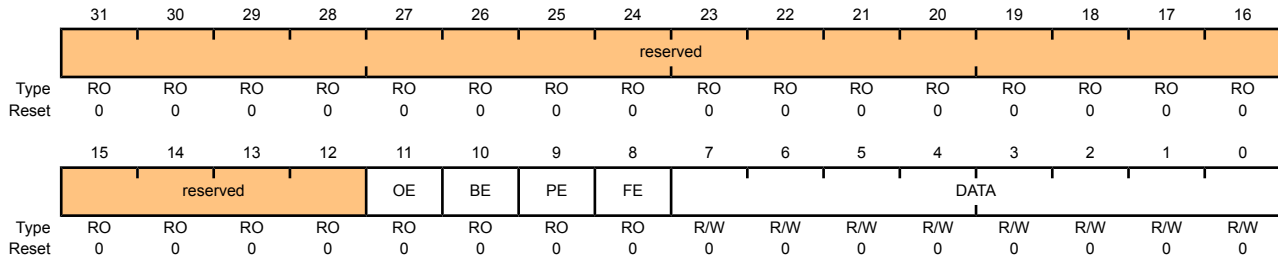 31 30 29 28 27 26 25 24 23 22 21 20 19 18 17 16
reserved
Type RO RO RO RO RO RO RO RO RO RO RO RO RO RO RO RO
Reset 0 0 0 0 0 0 0 0 0 0 0 0 0 0 0 0
15 14 13 12 11 10 9 8 7 6 5 4 3 2 1 0
reserved OE BE PE FE DATA
Type RO RO RO RO RO RO RO RO R/W R/W R/W R/W R/W R/W R/W R/W
Reset 0 0 0 0 0 0 0 0 0 0 0 0 0 0 0 0